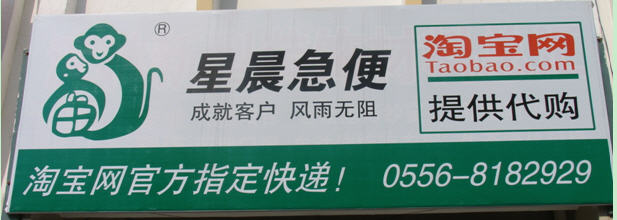 ®
星晨急便
成就客户 风雨无阻
淘宝网
Taobao.com
提供代购
淘宝网官方指定快递! 0556-8182929